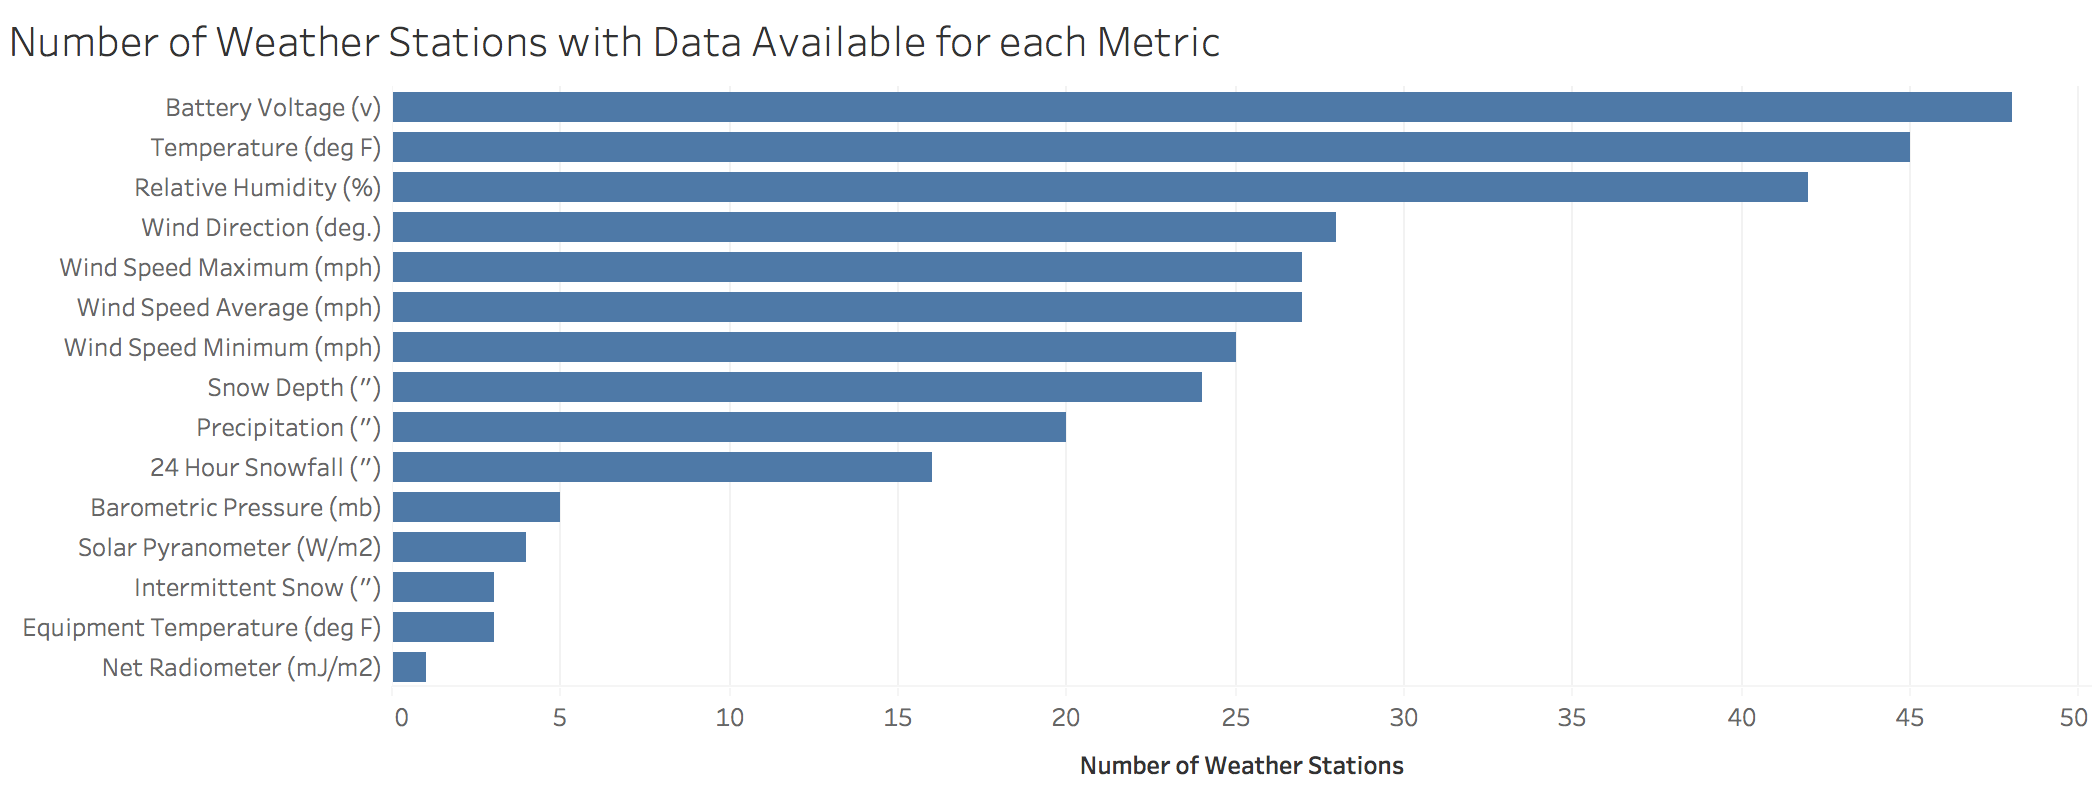 Number of Weather Stations with Data Available for each Metric
Battery Voltage (v)
Temperature (deg F)
Relative Humidity (%)
Wind Direction (deg.)
Wind Speed Maximum (mph)
Wind Speed Average (mph)
Wind Speed Minimum (mph)
Snow Depth (″)
Precipitation (″)
24 Hour Snowfall (″)
Barometric Pressure (mb)
Solar Pyranometer (W/m2)
Intermittent Snow (″)
Equipment Temperature (deg F)
Net Radiometer (mJ/m2)
0 5 10 15 20 25 30 35 40 45 50
Number of Weather Stations